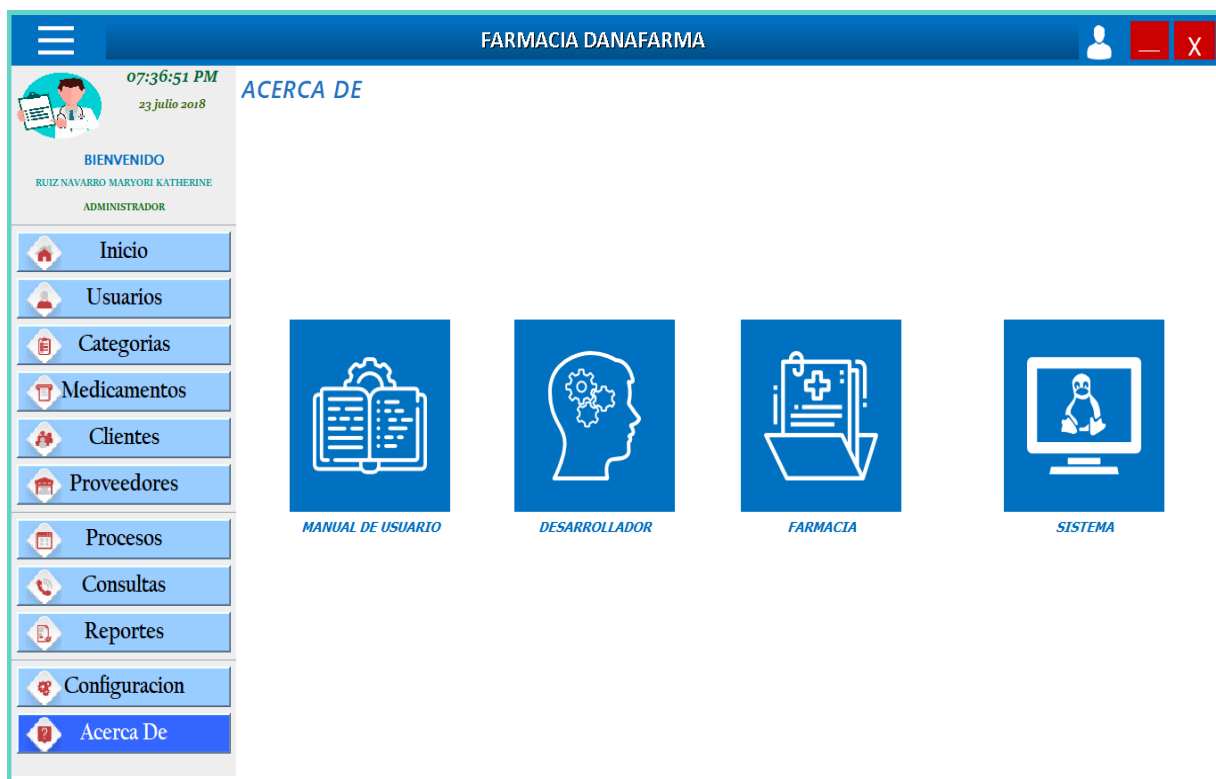 FARMACIA DANAFARMA
X
07:36:51 PM
23 julio 2018
BIENVENIDO
RUIZ NAVARRO MARYORI KATHERINE
ADMINISTRADOR
Inicio
Usuarios
Categorias
Medicamentos
Clientes
Proveedores
Procesos
Consultas
Reportes
Configuracion
Acerca De
ACERCA DE
MANUAL DE USUARIO
DESARROLLADOR
FARMACIA
SISTEMA